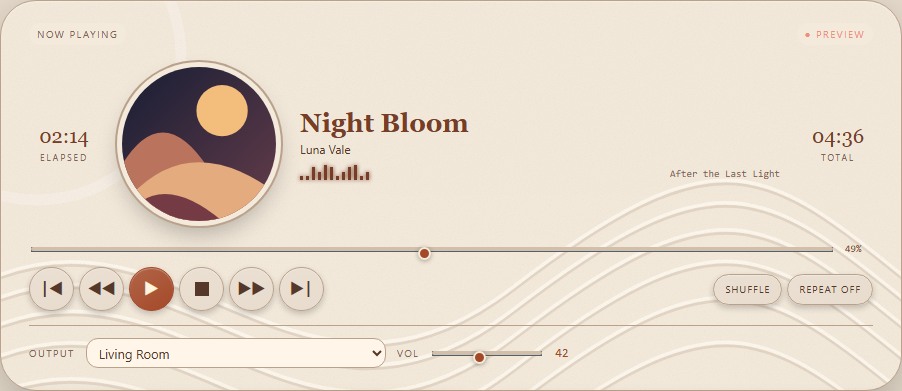 NOW PLAYING
PREVIEW
02:14
ELAPSED
Night Bloom
Luna Vale
After the Last Light
04:36
TOTAL
49%
SHUFFLE
REPEAT OFF
OUTPUT
Living Room
VOL
42